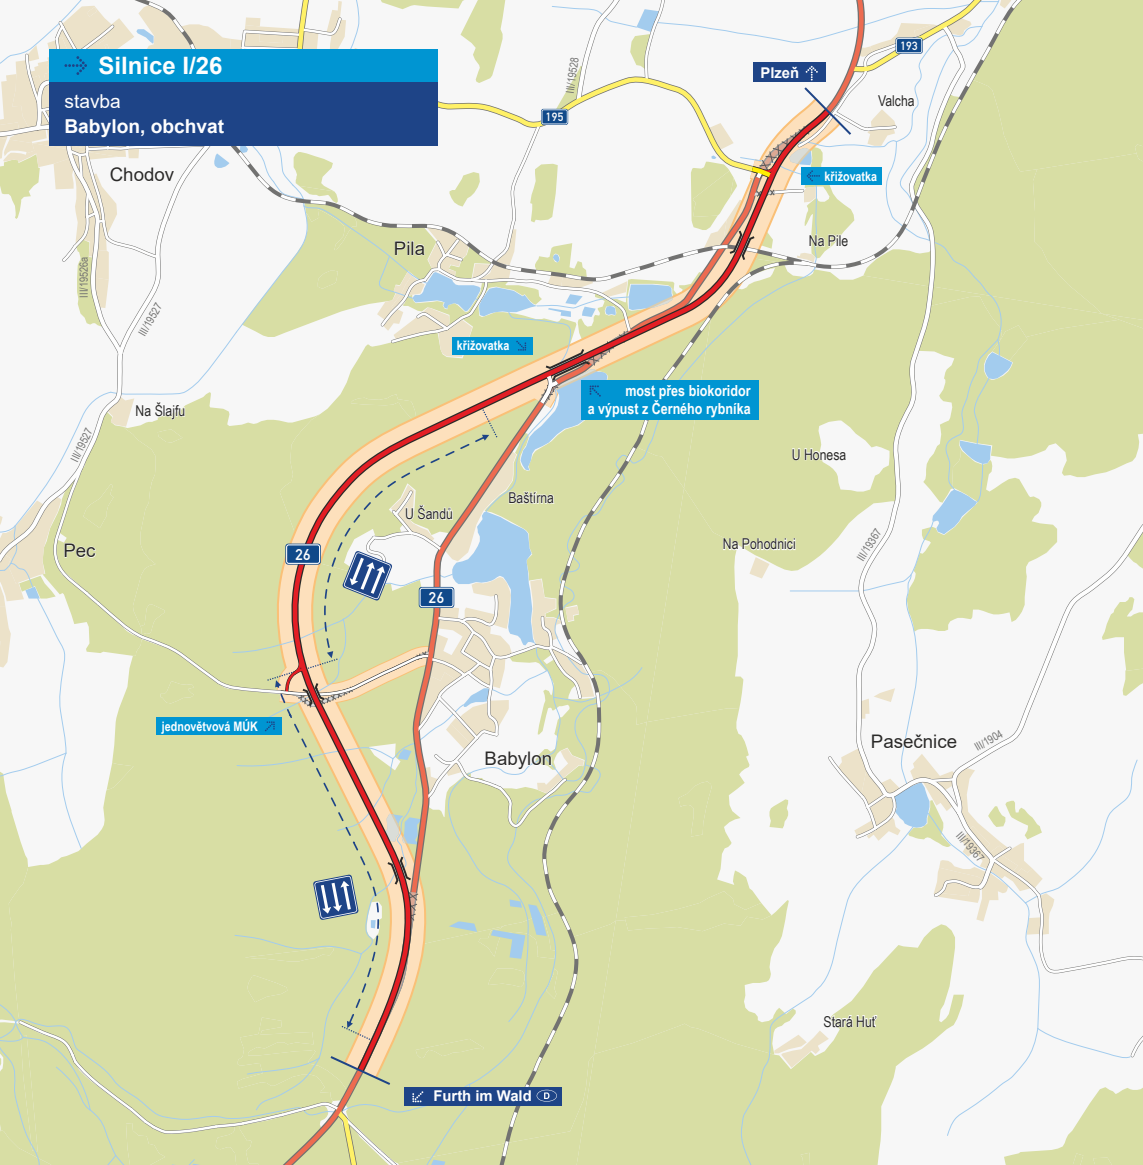 Silnice I/26
stavba
Babylon, obchvat
193
Plzeň
Valcha
III/19528
195
křižovatka
Chodov
Pila
Na Pile
III/19526a
III/19527
křižovatka
most přes biokoridor
a výpust z Černého rybníka
Na Šlajfu
III/19527
U Honesa
Baštírna
U Šandů
Pec
26
26
Na Pohodnici
III/19367
jednovětvová MÚK
Babylon
Pasečnice
III/1904
III/19367
Stará Huť
Furth im Wald D